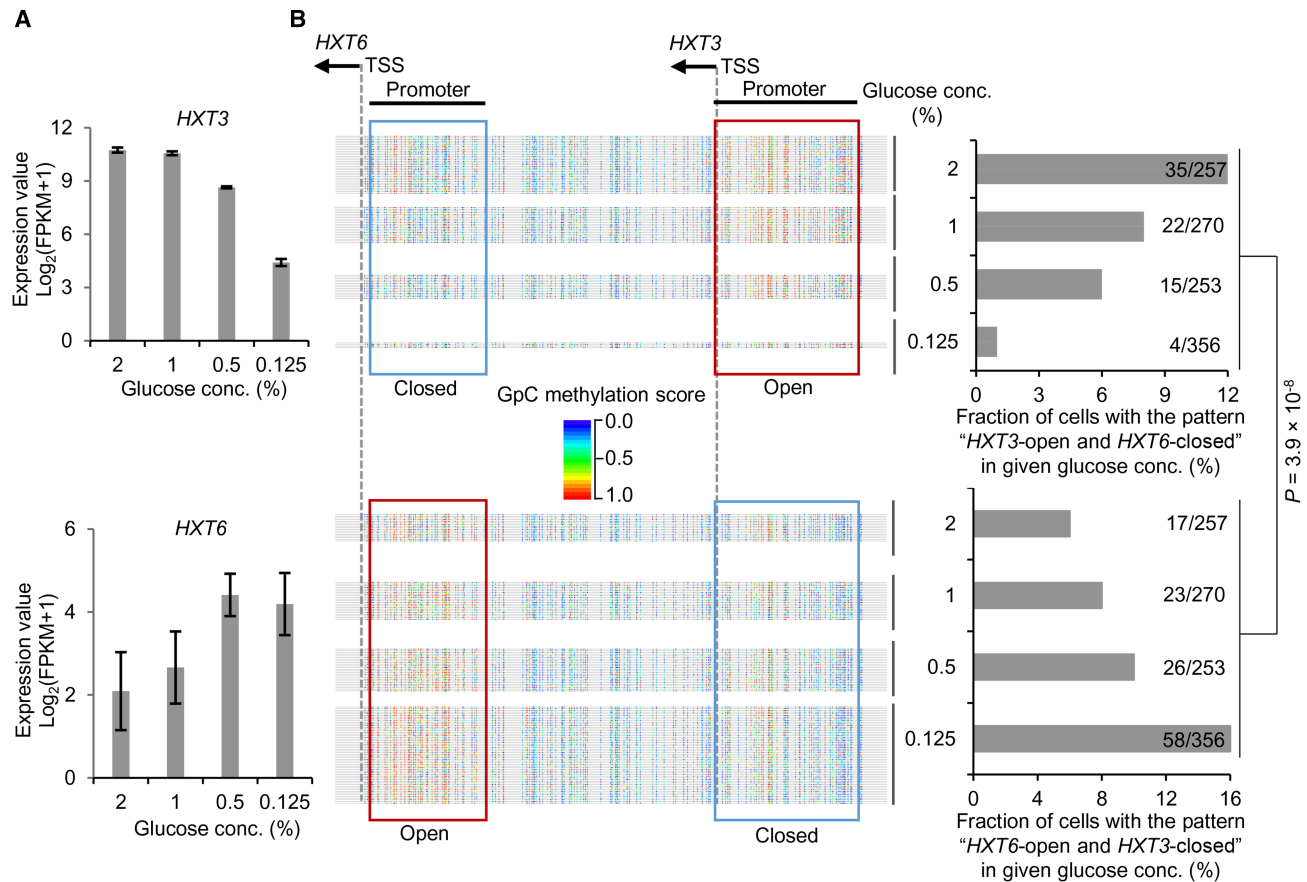 A
HXT3
Expression value
Log2(FPKM+1)
12
9
6
3
0
2 1 0.5 0.125
Glucose conc. (%)
HXT6
Expression value
Log2(FPKM+1)
6
4
2
0
2 1 0.5 0.125
Glucose conc. (%)
B
HXT6
TSS
Promoter
HXT3
TSS
Promoter
Glucose conc.
(%)
2
1
0.5
0.125
Closed
Open
35/257
22/270
15/253
4/356
0 3 6 9 12
Fraction of cells with the pattern
“HXT3-open and HXT6-closed”
in given glucose conc. (%)
GpC methylation score
0.0
0.5
1.0
2
1
0.5
0.125
Open
Closed
17/257
23/270
26/253
58/356
0 4 8 12 16
Fraction of cells with the pattern
“HXT6-open and HXT3-closed”
in given glucose conc. (%)
P = 3.9 × 10-8